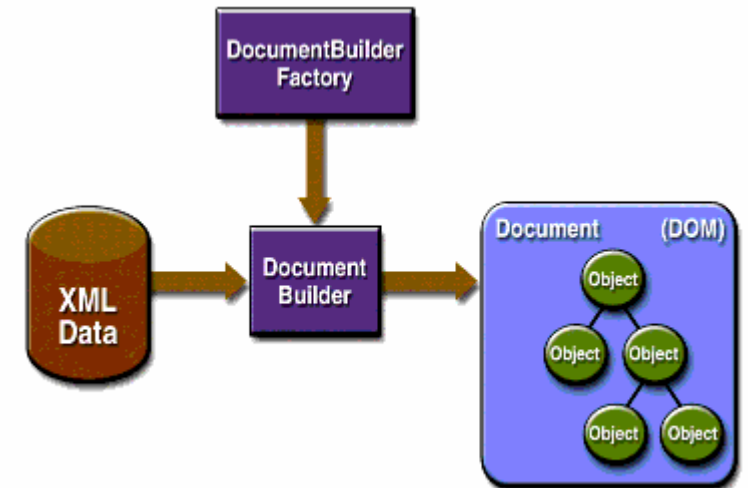 DocumentBuilder
Factory
XML
Data
Document
Builder
Document (DOM)
Object
Object Object
Object Object